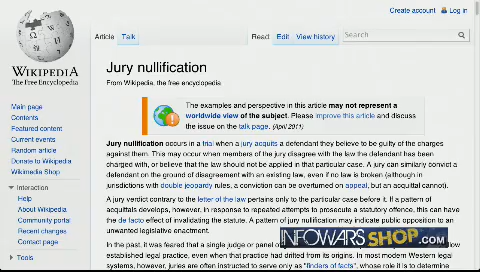 Create account Log in
Article Talk Read Edit View history Search
WIKIPEDIA
The Free Encyclopedia
Main page
Contents
Featured content
Current events
Random article
Donate to Wikipedia
Wikimedia Shop
Interaction
Help
About Wikipedia
Community portal
Recent changes
Contact page
Tools
Jury nullification
From Wikipedia, the free encyclopedia
The examples and perspective in this article may not represent a
worldwide view of the subject. Please improve this article and discuss
the issue on the talk page. (April 2011)
Jury nullification occurs in a trial when a jury acquits a defendant they believe to be guilty of the charges
against them. This may occur when members of the jury disagree with the law the defendant has been
charged with, or believe that the law should not be applied in that particular case. A jury can similarly convict a
defendant on the ground of disagreement with an existing law, even if no law is broken (although in
jurisdictions with double jeopardy rules, a conviction can be overturned on appeal, but an acquittal cannot).
A jury verdict contrary to the letter of the law pertains only to the particular case before it. If a pattern of
acquittals develops, however, in response to repeated attempts to prosecute a statutory offence, this can have
the de facto effect of invalidating the statute. A pattern of jury nullification may indicate public opposition to an
unwanted legislative enactment.
In the past, it was feared that a single judge or panel of
INFOWARS SHOP.COM
established legal practice, even when that practice had drifted from its origins. In most modern Western
legal systems, however, juries are often instructed to serve only as "finders of facts", whose role it is to determine